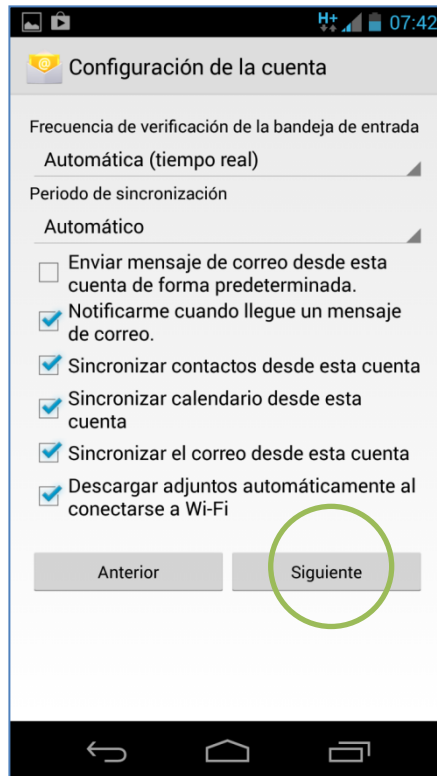 H+ 07:42
Configuración de la cuenta
Frecuencia de verificación de la bandeja de entrada
Automática (tiempo real)
Periodo de sincronización
Automático
Enviar mensaje de correo desde esta
cuenta de forma predeterminada.
Notificarme cuando llegue un mensaje
de correo.
Sincronizar contactos desde esta cuenta
Sincronizar calendario desde esta
cuenta
Sincronizar el correo desde esta cuenta
Descargar adjuntos automáticamente al
conectarse a Wi-Fi
Anterior Siguiente